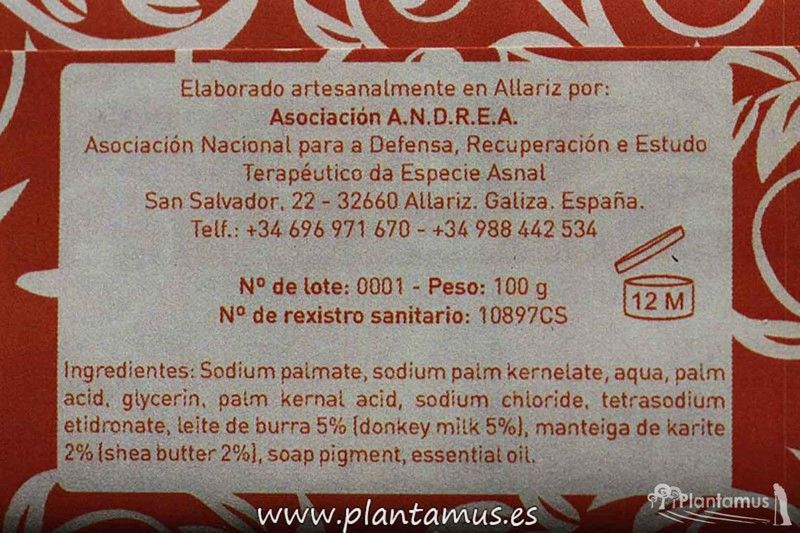 Elaborado artesanalmente en Allariz por:
Asociación A.N.D.R.E.A.
Asociación Nacional para a Defensa, Recuperación e Estudo
Terapéutico da Especie Asnal
San Salvador, 22 - 32660 Allariz. Galiza. España.
Telf.: +34 696 971 670 - +34 988 442 534
Nº de lote: 0001 - Peso: 100 g
Nº de rexistro sanitario: 10897CS
12 M
Ingredientes: Sodium palmate, sodium palm kernelate, aqua, palm
acid, glycerin, palm kernal acid, sodium chloride, tetrasodium
etidronate, leite de burra 5% (donkey milk 5%), manteiga de karite
2% (shea butter 2%), soap pigment, essential oil.
Plantamus
www.plantamus.es